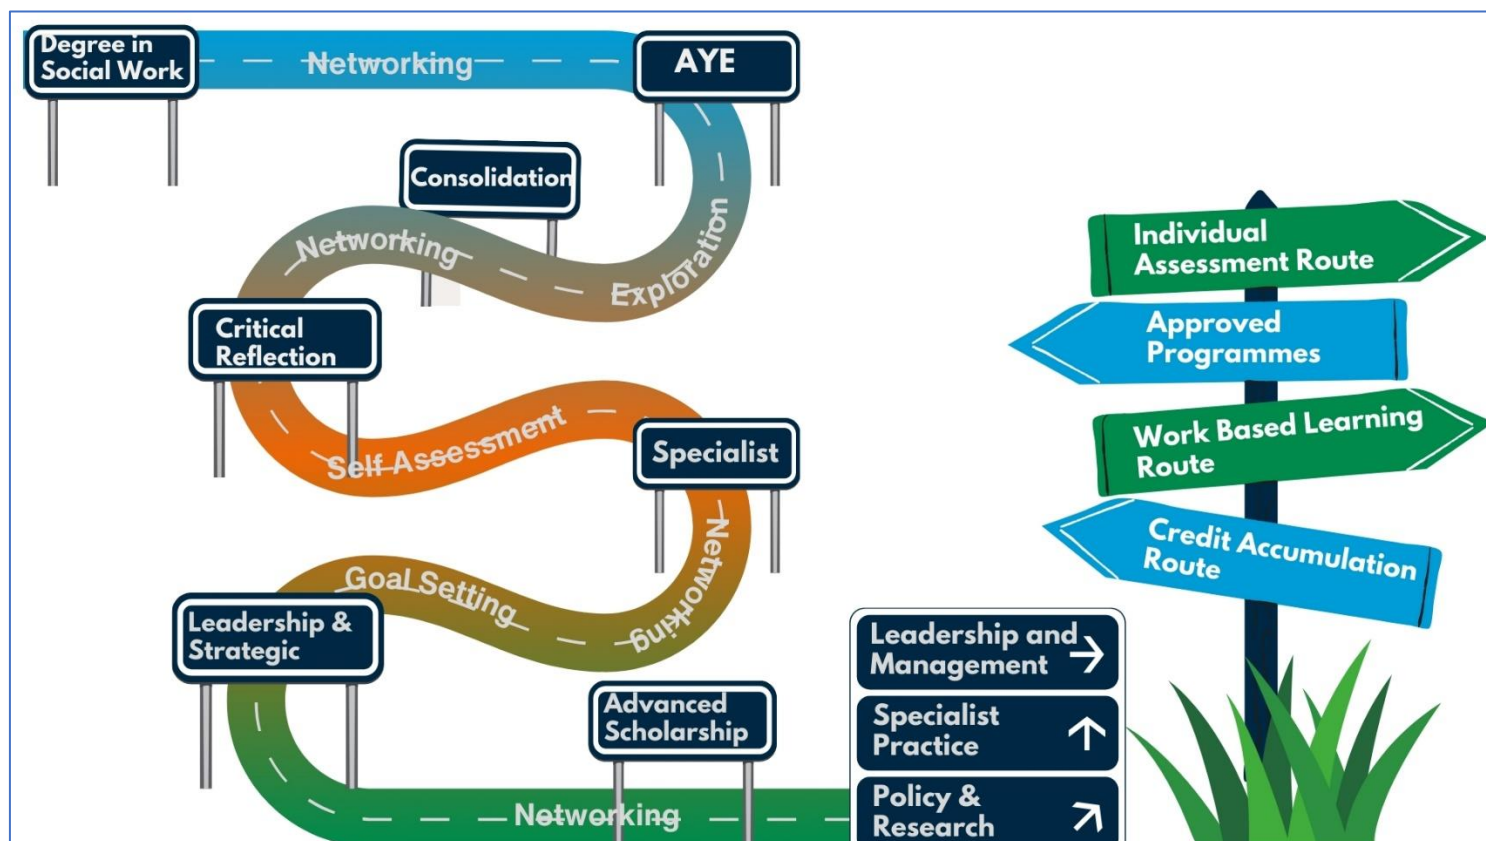 Degree in
Social Work
Networking
AYE
Exploration
Consolidation
Networking
Critical
Reflection
Self Assessment
Specialist
Networking
Goal Setting
Leadership &
Strategic
Advanced
Scholarship
Networking
Leadership and
Management
Specialist
Practice
Policy &
Research
Individual
Assessment Route
Approved
Programmes
Work Based Learning
Route
Credit Accumulation
Route